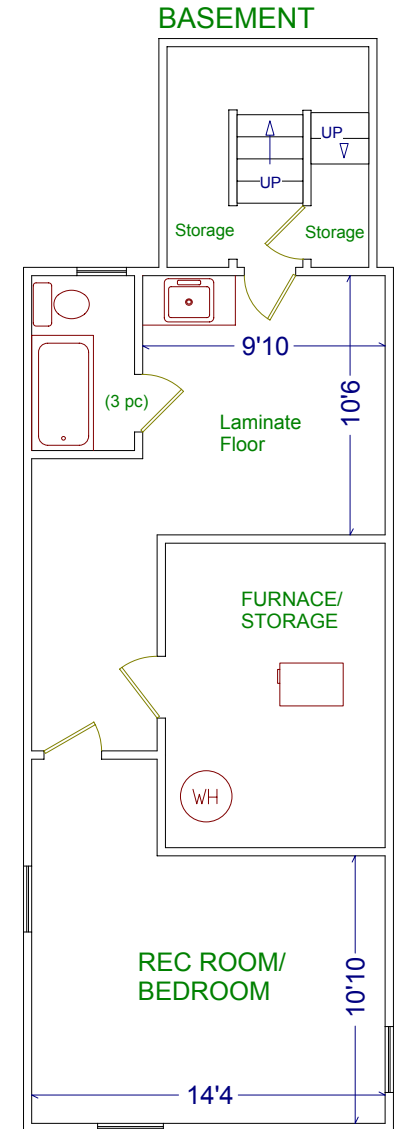 BASEMENT
UP
UP
Storage
Storage
9'10
10'6
(3 pc)
Laminate
Floor
FURNACE/
STORAGE
WH
REC ROOM/
BEDROOM
10'10
14'4